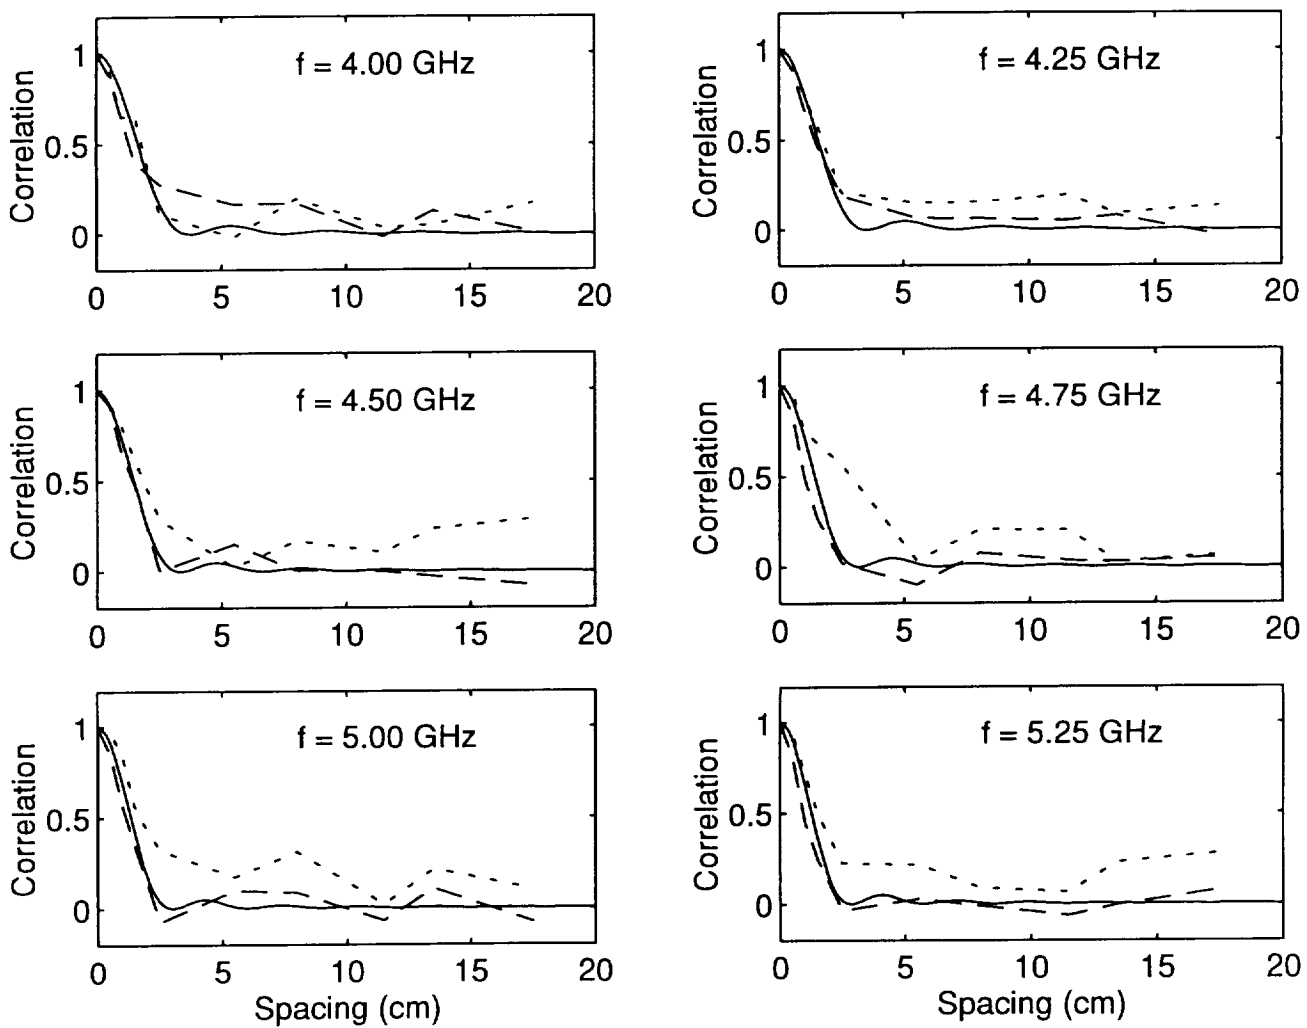 f = 4.00 GHz
Correlation
1
0.5
0
0 5 10 15 20
f = 4.25 GHz
Correlation
1
0.5
0
0 5 10 15 20
f = 4.50 GHz
Correlation
1
0.5
0
0 5 10 15 20
f = 4.75 GHz
Correlation
1
0.5
0
0 5 10 15 20
f = 5.00 GHz
Correlation
1
0.5
0
0 5 10 15 20
Spacing (cm)
f = 5.25 GHz
Correlation
1
0.5
0
0 5 10 15 20
Spacing (cm)